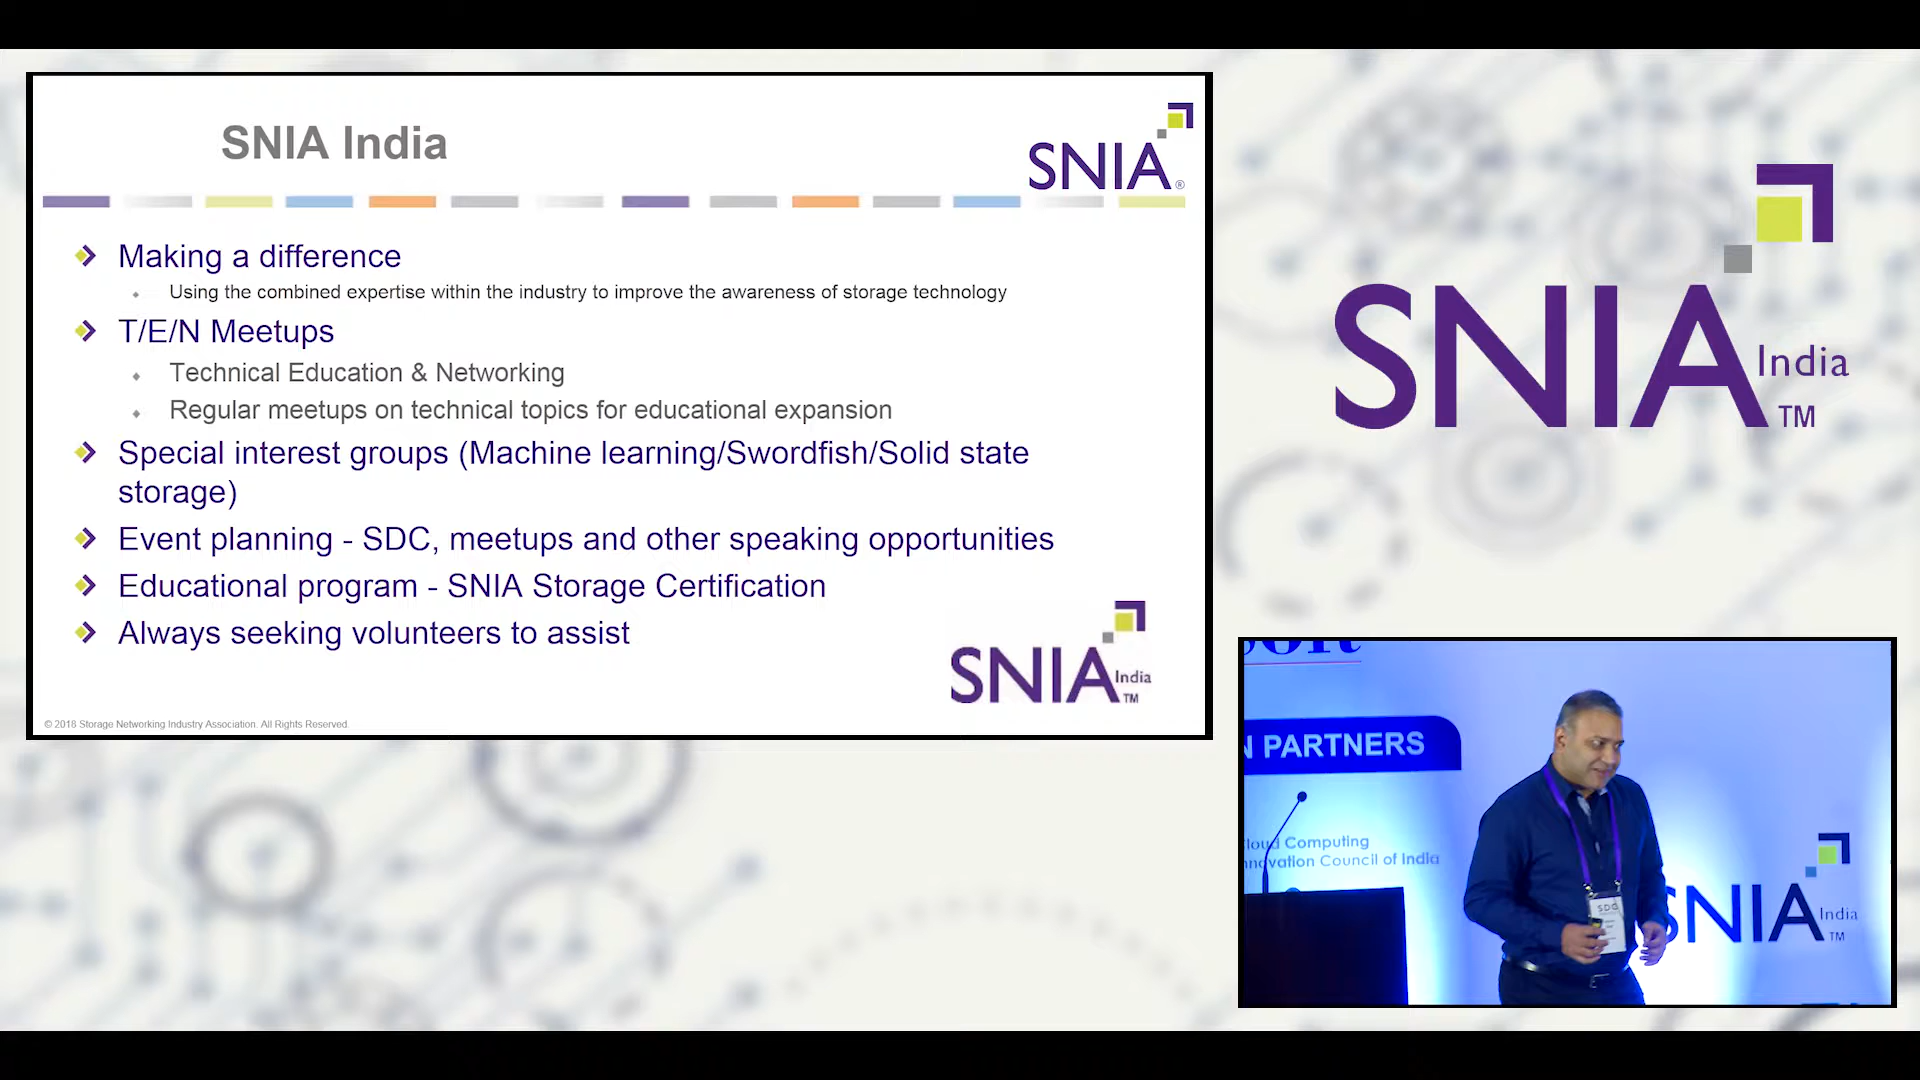 SNIA India
SNIA®
Making a difference
Using the combined expertise within the industry to improve the awareness of storage technology
T/E/N Meetups
Technical Education & Networking
Regular meetups on technical topics for educational expansion
Special interest groups (Machine learning/Swordfish/Solid state
storage)
Event planning - SDC, meetups and other speaking opportunities
Educational program - SNIA Storage Certification
Always seeking volunteers to assist
SNIA India TM
© 2018 Storage Networking Industry Association. All Rights Reserved.
SNIA India TM
PARTNERS
Computing
Council of India
SDC
SNIA India TM